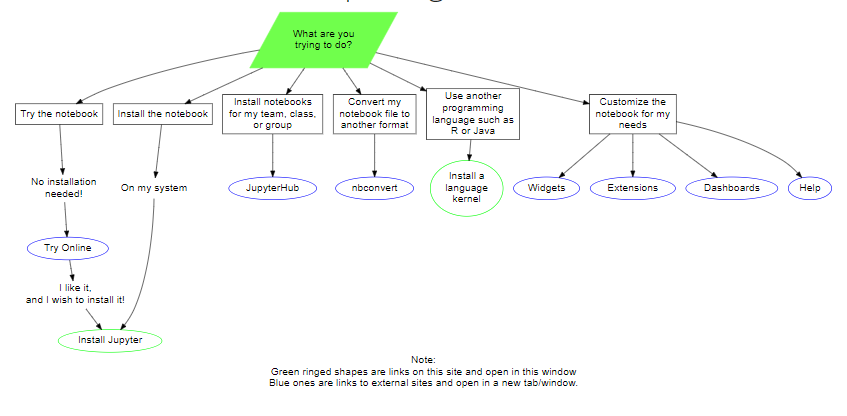 What are you
trying to do?
Try the notebook
Install the notebook
Install notebooks
for my team, class,
or group
Convert my
notebook file to
another format
Use another
programming
language such as
R or Java
Customize the
notebook for my
needs
No installation
needed!
On my system
JupyterHub
nbconvert
Install a
language
kernel
Widgets
Extensions
Dashboards
Help
Try Online
I like it,
and I wish to install it!
Install Jupyter
Note:
Green ringed shapes are links on this site and open in this window
Blue ones are links to external sites and open in a new tab/window.